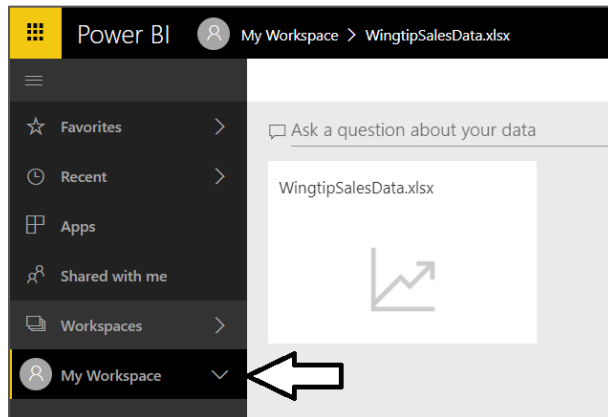 Power BI
My Workspace > WingtipSalesData.xlsx
Favorites
Recent
Apps
Shared with me
Workspaces
My Workspace
Ask a question about your data
WingtipSalesData.xlsx